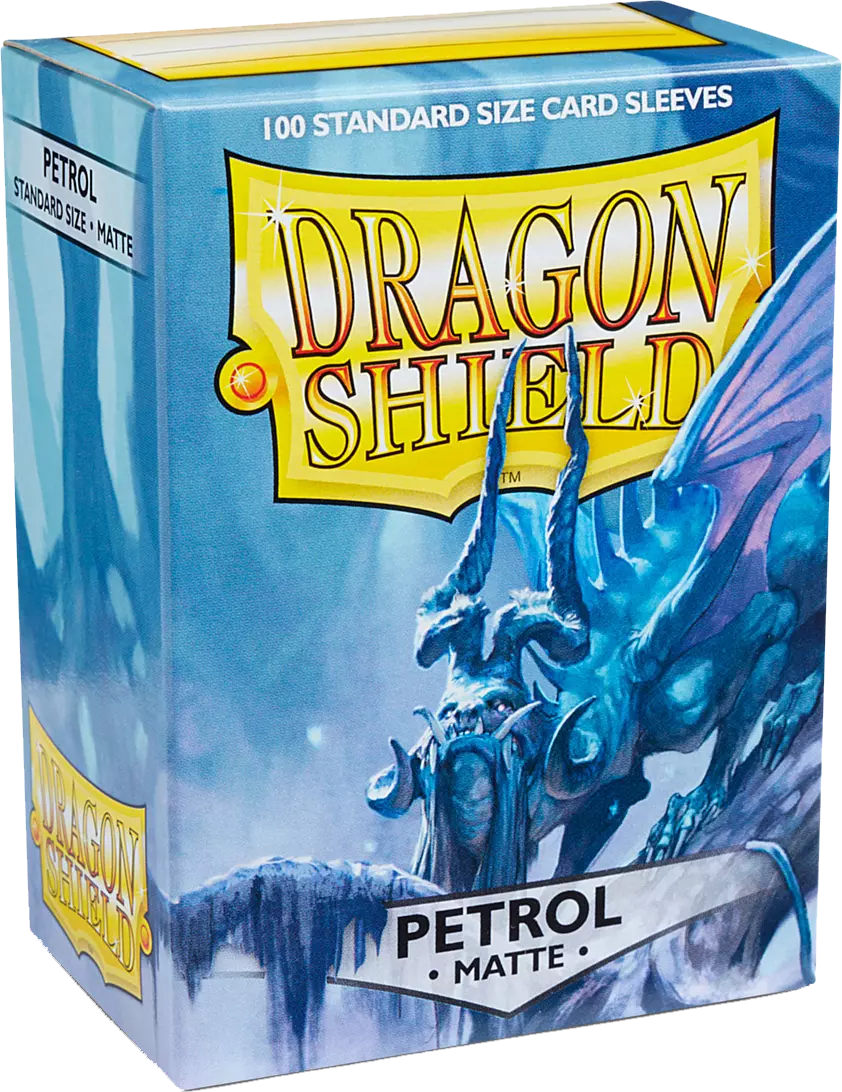 100 STANDARD SIZE CARD SLEEVES
DRAGON
SHIELD
TM
PETROL
• MATTE •
PETROL
STANDARD SIZE • MATTE
DRAGON
SHIELD